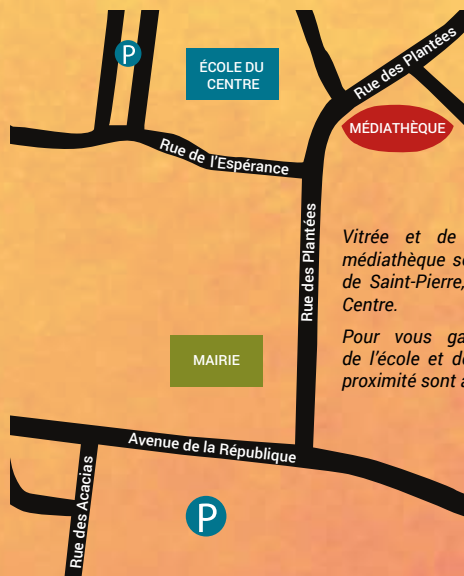 P
ÉCOLE DU
CENTRE
Rue des Plantées
MÉDIATHÈQUE
Rue de l'Espérance
Rue des Plantées
Vitrée et de
médiathèque
de Saint-Pierre,
Centre.
Pour vous
de l'école et
proximité sont
MAIRIE
Avenue de la République
Rue des Acacias
P